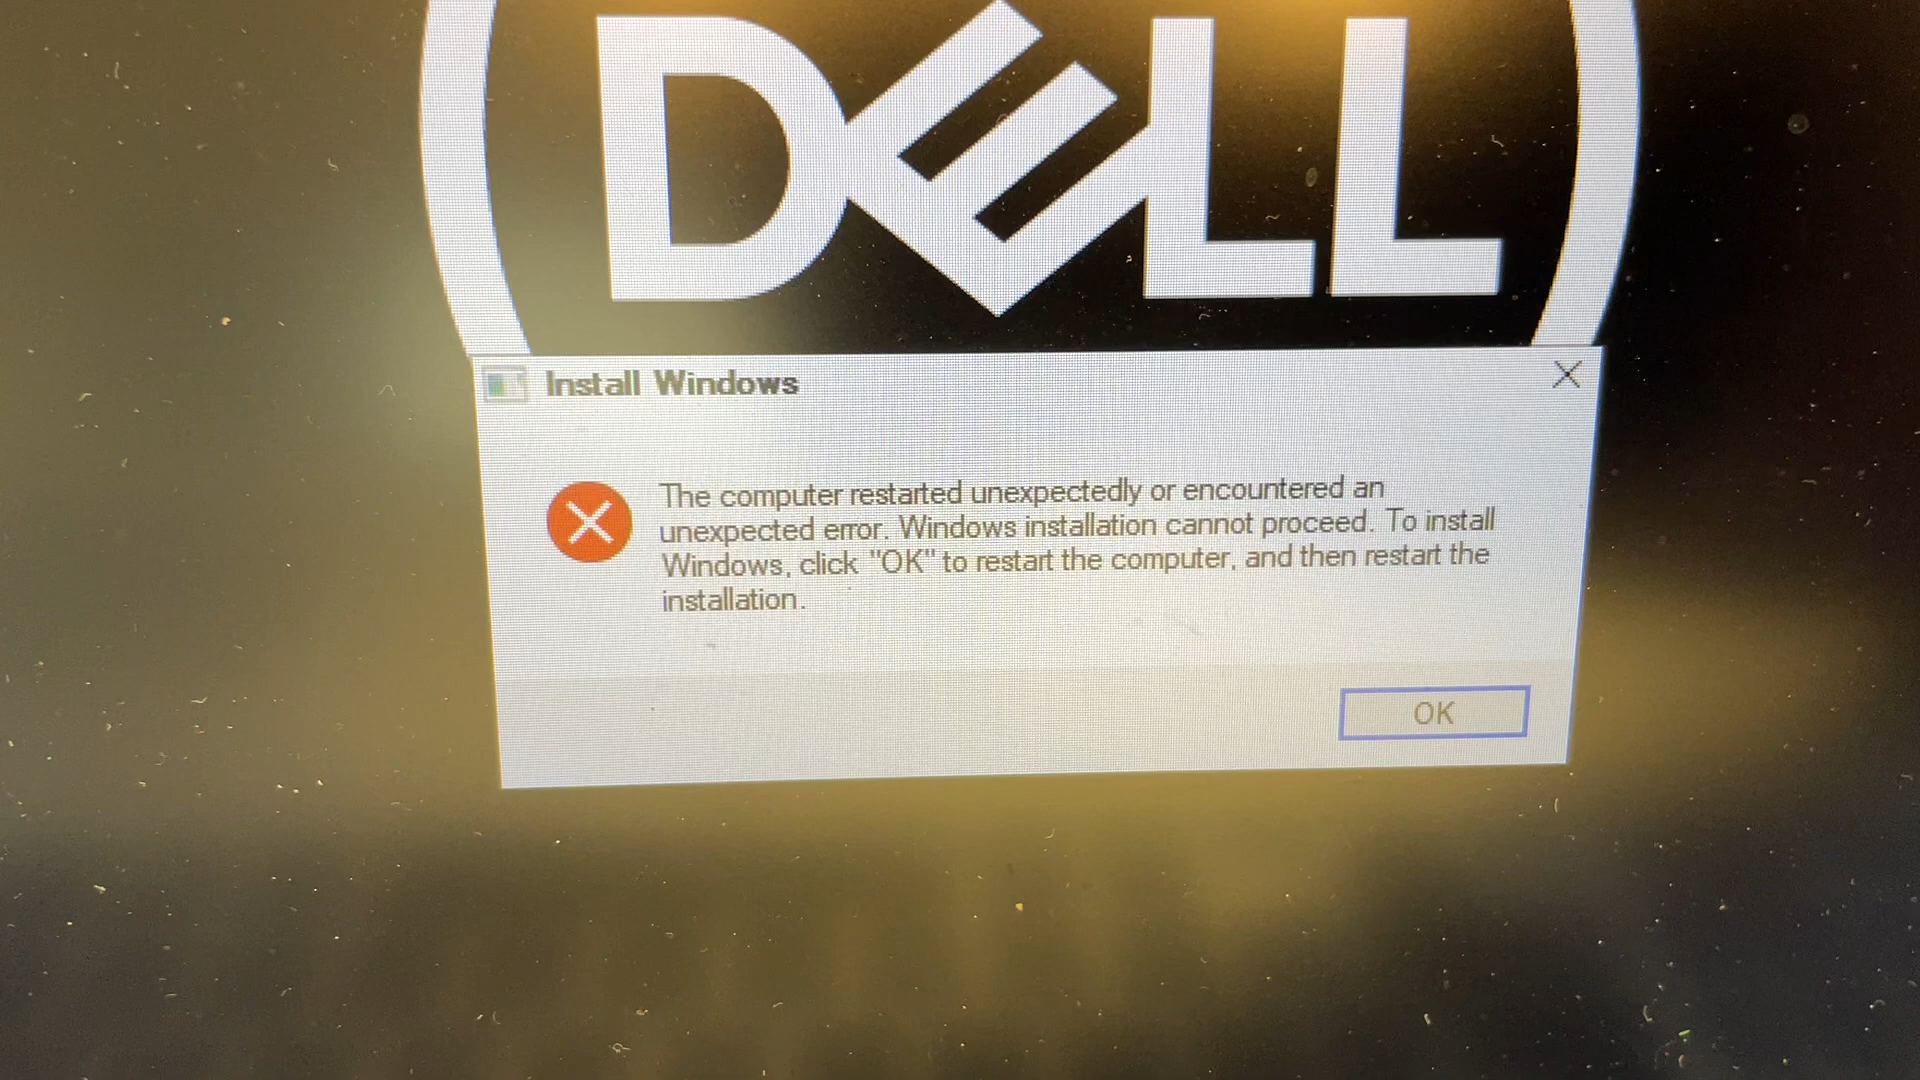 DELL
Install Windows
The computer restarted unexpectedly or encountered an
unexpected error. Windows installation cannot proceed. To install
Windows, click "OK" to restart the computer, and then restart the
installation.
OK